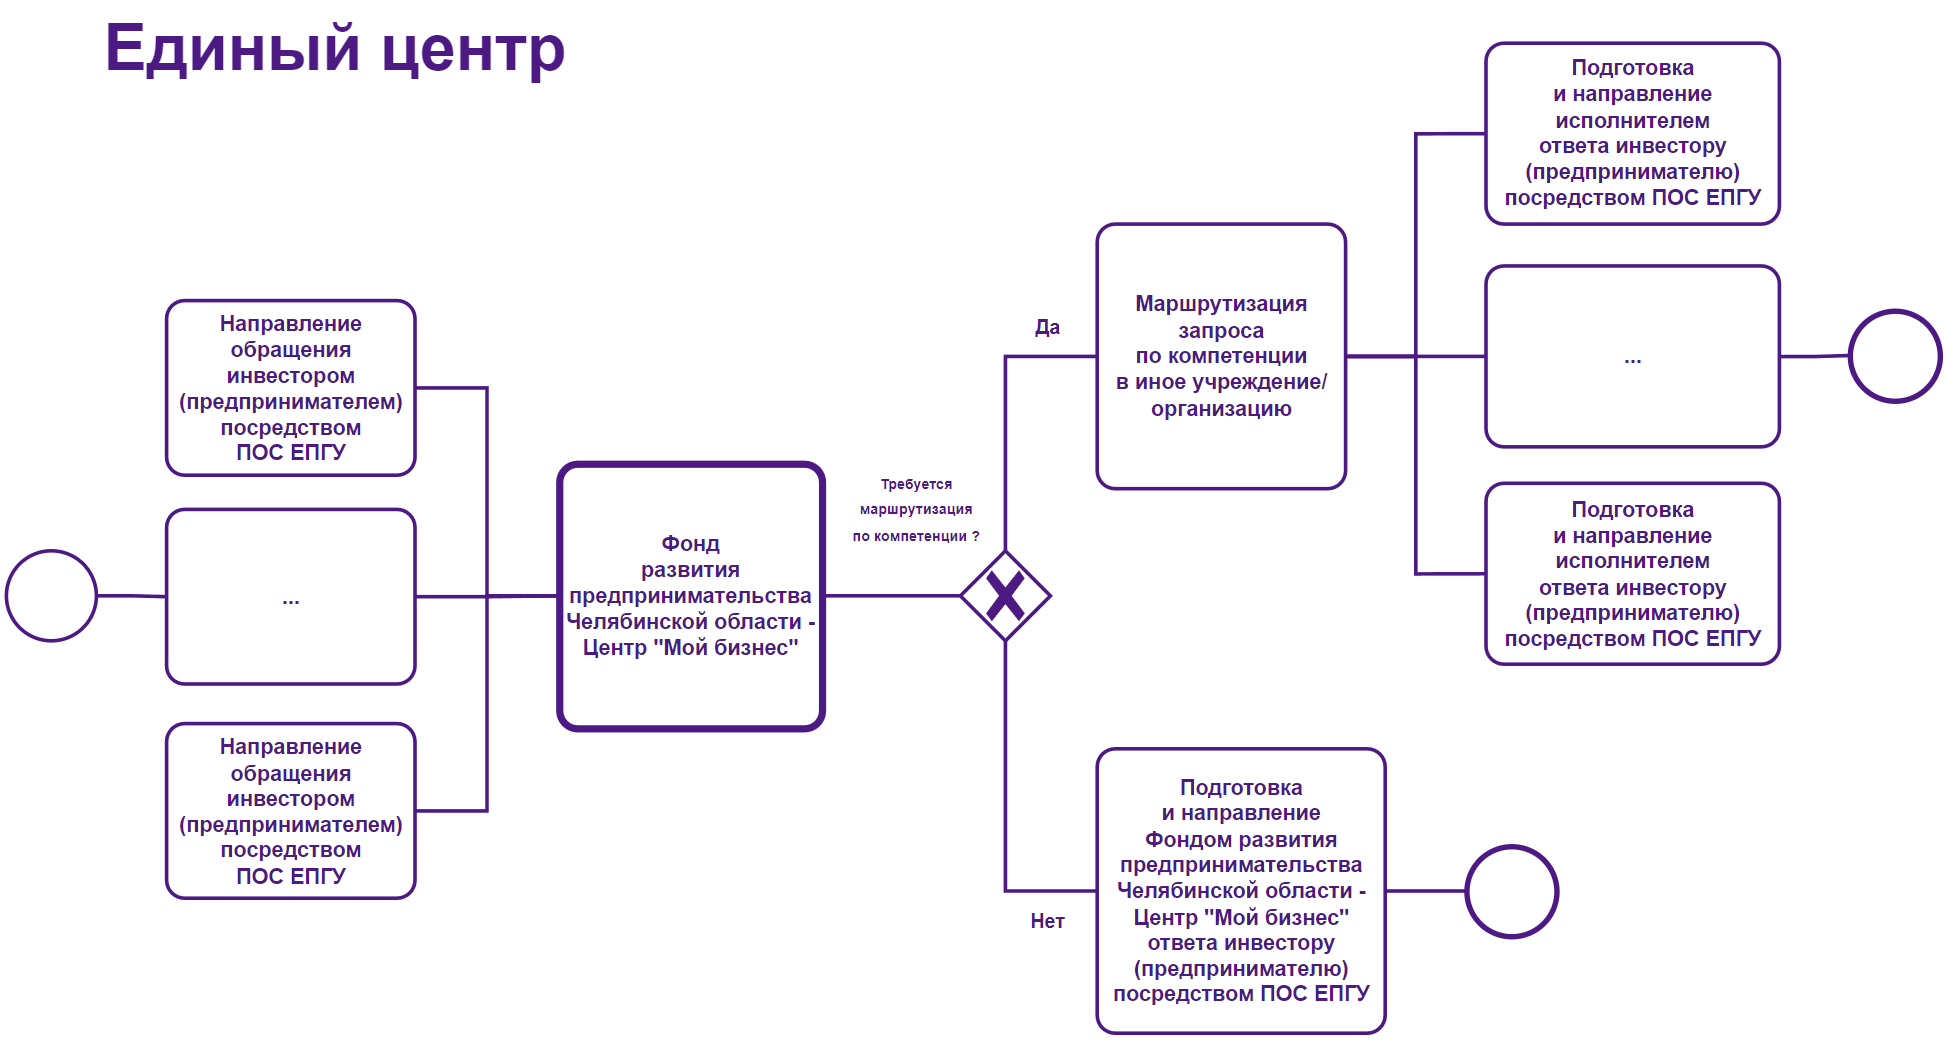 Единый центр
Направление
обращения
инвестором
(предпринимателем)
посредством
ПОС ЕПГУ
...
Направление
обращения
инвестором
(предпринимателем)
посредством
ПОС ЕПГУ
Фонд
развития
предпринимательства
Челябинской области -
Центр "Мой бизнес"
Требуется
маршрутизация
по компетенции ?
Да
Маршрутизация
запроса
по компетенции
в иное учреждение/
организацию
Подготовка
и направление
исполнителем
ответа инвестору
(предпринимателю)
посредством ПОС ЕПГУ
...
Подготовка
и направление
исполнителем
ответа инвестору
(предпринимателю)
посредством ПОС ЕПГУ
Нет
Подготовка
и направление
Фондом развития
предпринимательства
Челябинской области -
Центр "Мой бизнес"
ответа инвестору
(предпринимателю)
посредством ПОС ЕПГУ